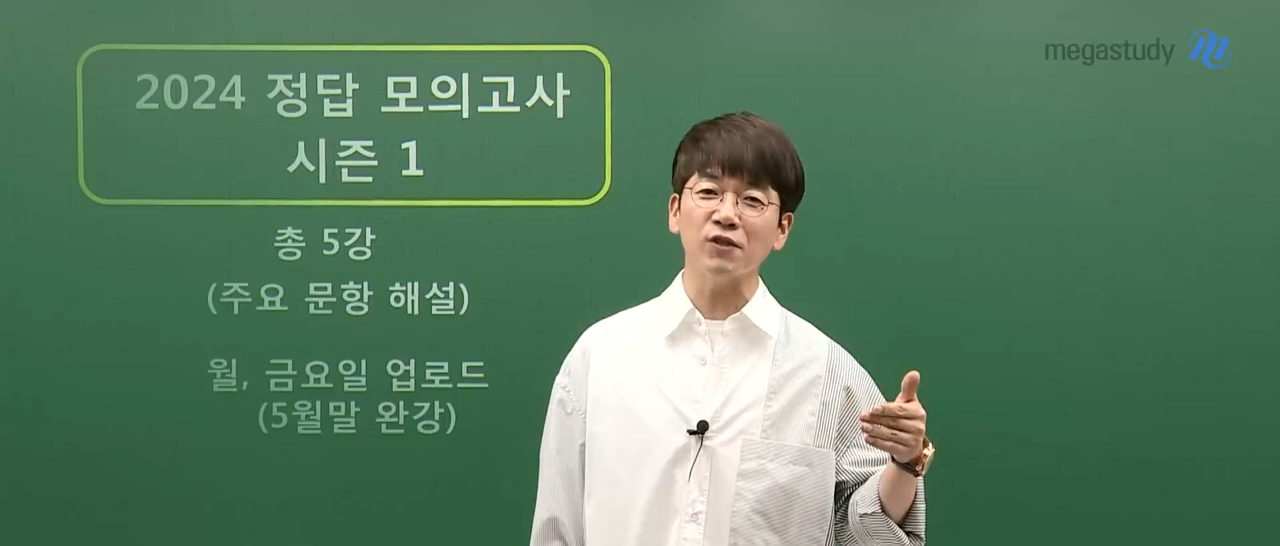 megastudy
2024 정답 모의고사
시즌 1
총 5강
(주요 문항 해설)
월, 금요일 업로드
(5월말 완강)